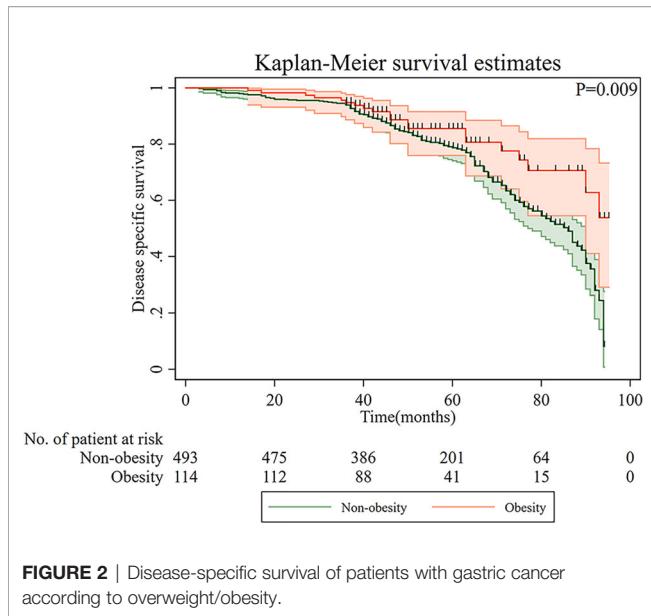 Kaplan-Meier survival estimates
P=0.009
1
.8
.6
.4
.2
0
Disease specific survival
0 20 40 60 80 100
Time(months)
No. of patient at risk
Non-obesity 493 475 386 201 64 0
Obesity 114 112 88 41 15 0
Non-obesity Obesity
FIGURE 2 | Disease-specific survival of patients with gastric cancer
according to overweight/obesity.